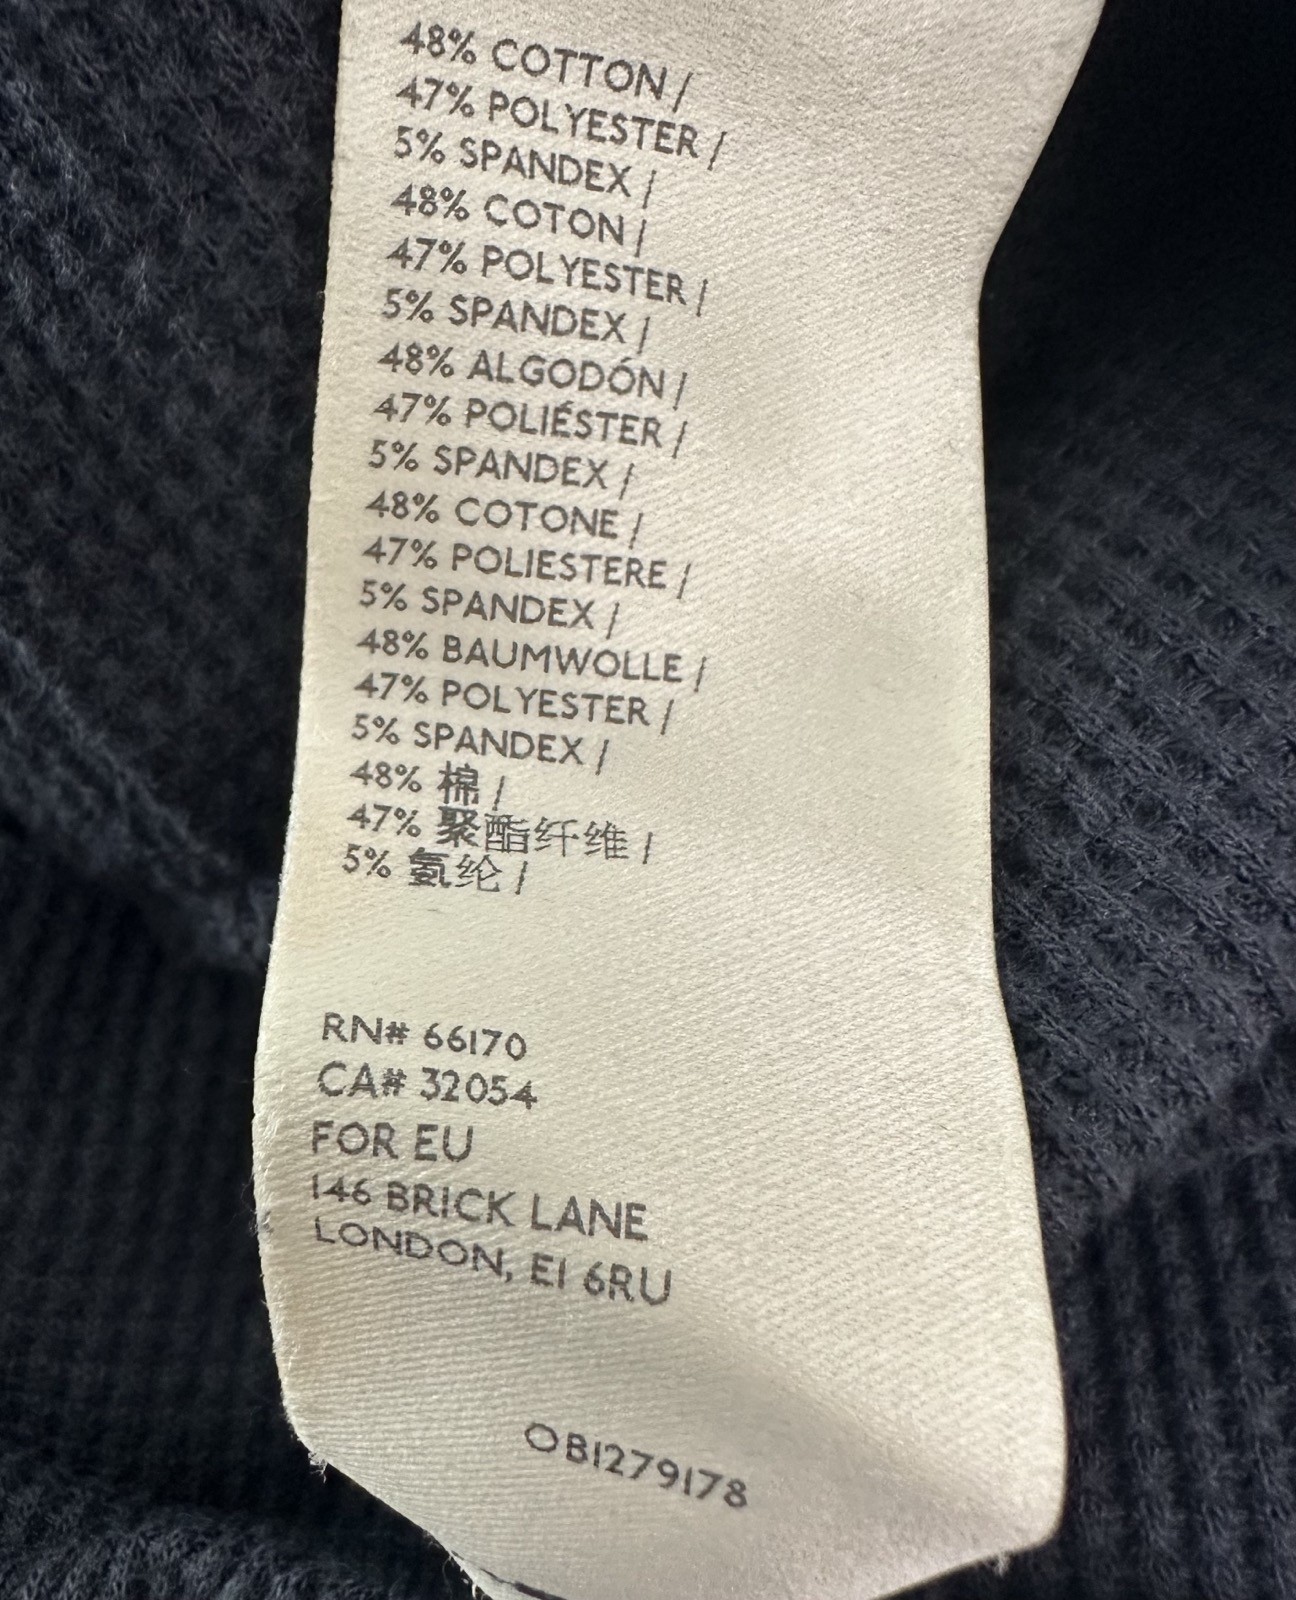 48% COTTON /
47% POLYESTER /
5% SPANDEX /
48% COTON /
47% POLYESTER /
5% SPANDEX /
48% ALGODÓN /
47% POLIÉSTER /
5% SPANDEX /
48% COTONE /
47% POLIESTERE /
5% SPANDEX /
48% BAUMWOLLE /
47% POLYESTER /
5% SPANDEX /
48% 棉 /
47% 聚酯纤维 /
5% 氨纶 /
RN# 66170
CA# 32054
FOR EU
146 BRICK LANE
LONDON, E1 6RU
OB1279178